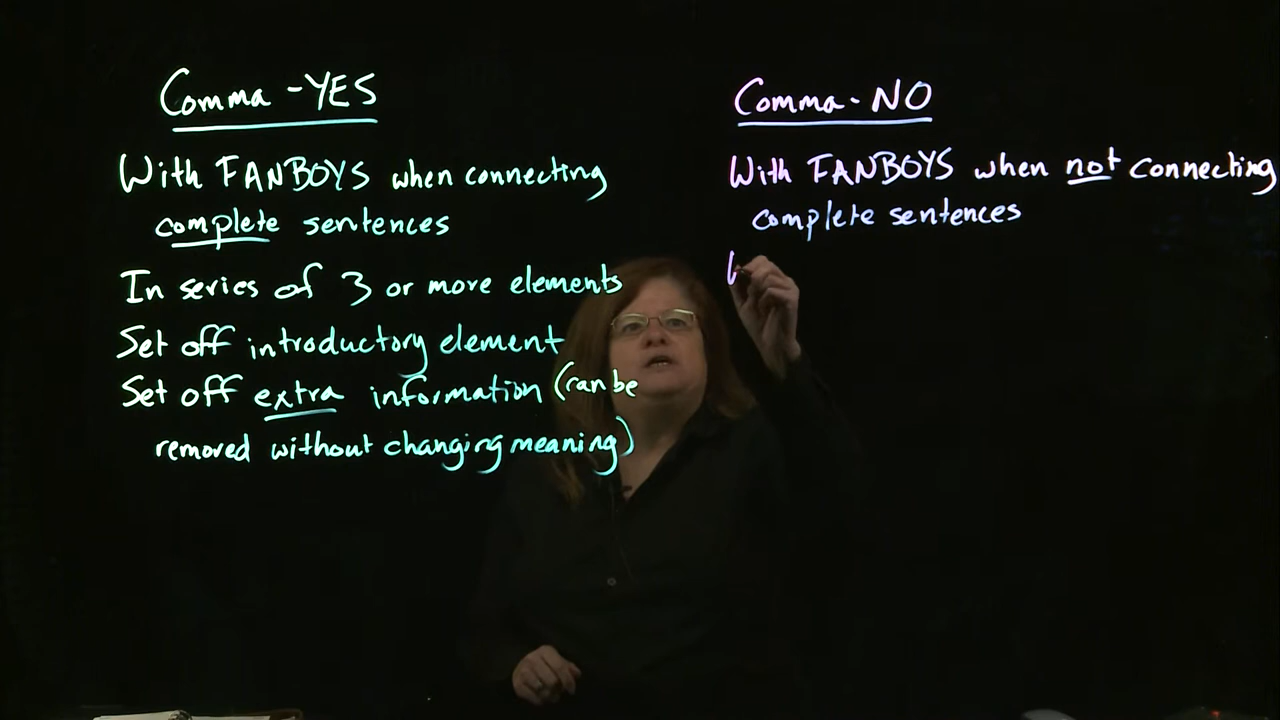 Comma - YES
With FANBOYS when connecting
complete sentences
In series of 3 or more elements
Set off introductory element
Set off extra information (can be
removed without changing meaning)
Comma - NO
With FANBOYS when not connecting
complete sentences